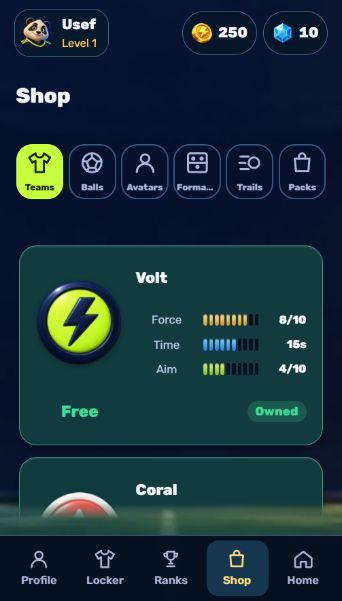 Usef
Level 1
250
10
Shop
Teams
Balls
Avatars
Forma...
Trails
Packs
Volt
Force 8/10
Time 15s
Aim 4/10
Free
Owned
Coral
Profile
Locker
Ranks
Shop
Home